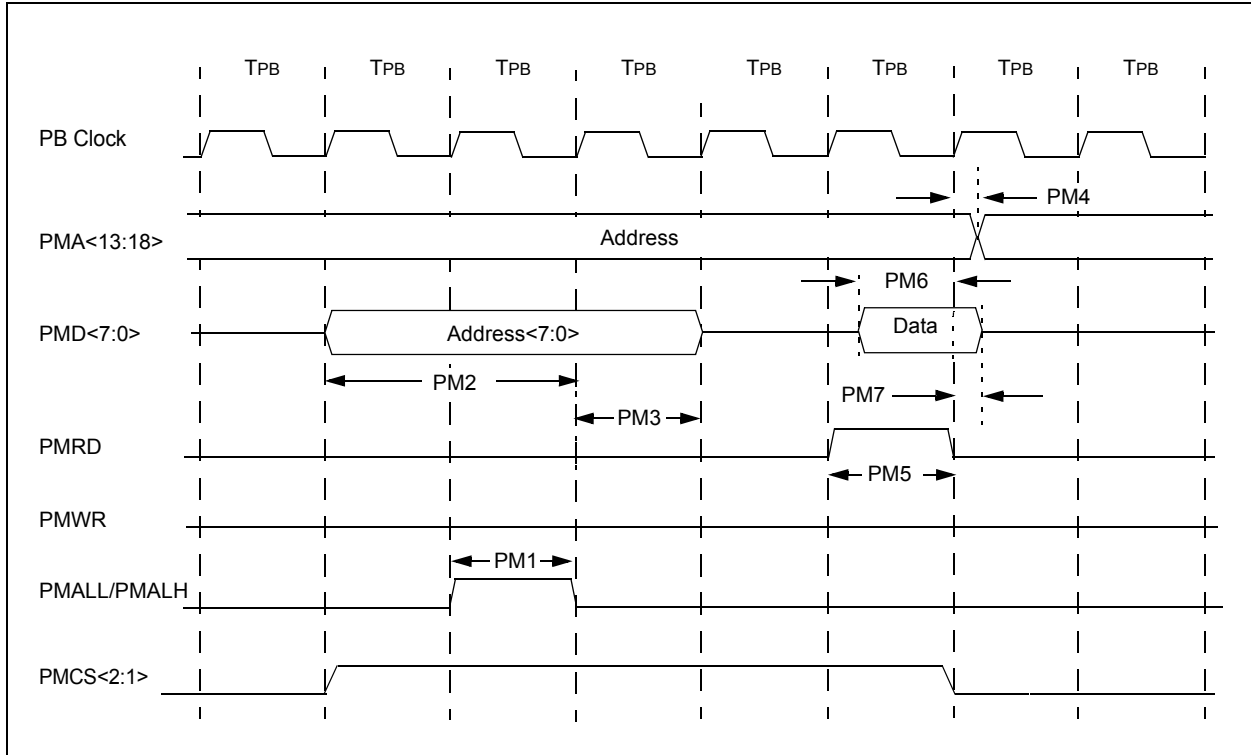 TPB TPB TPB TPB TPB TPB TPB TPB
PB Clock
PM4
PMA<13:18>
Address
PM6
PMD<7:0>
Address<7:0>
Data
PM2
PM7
PM3
PMRD
PM5
PMWR
PM1
PMALL/PMALH
PMCS<2:1>